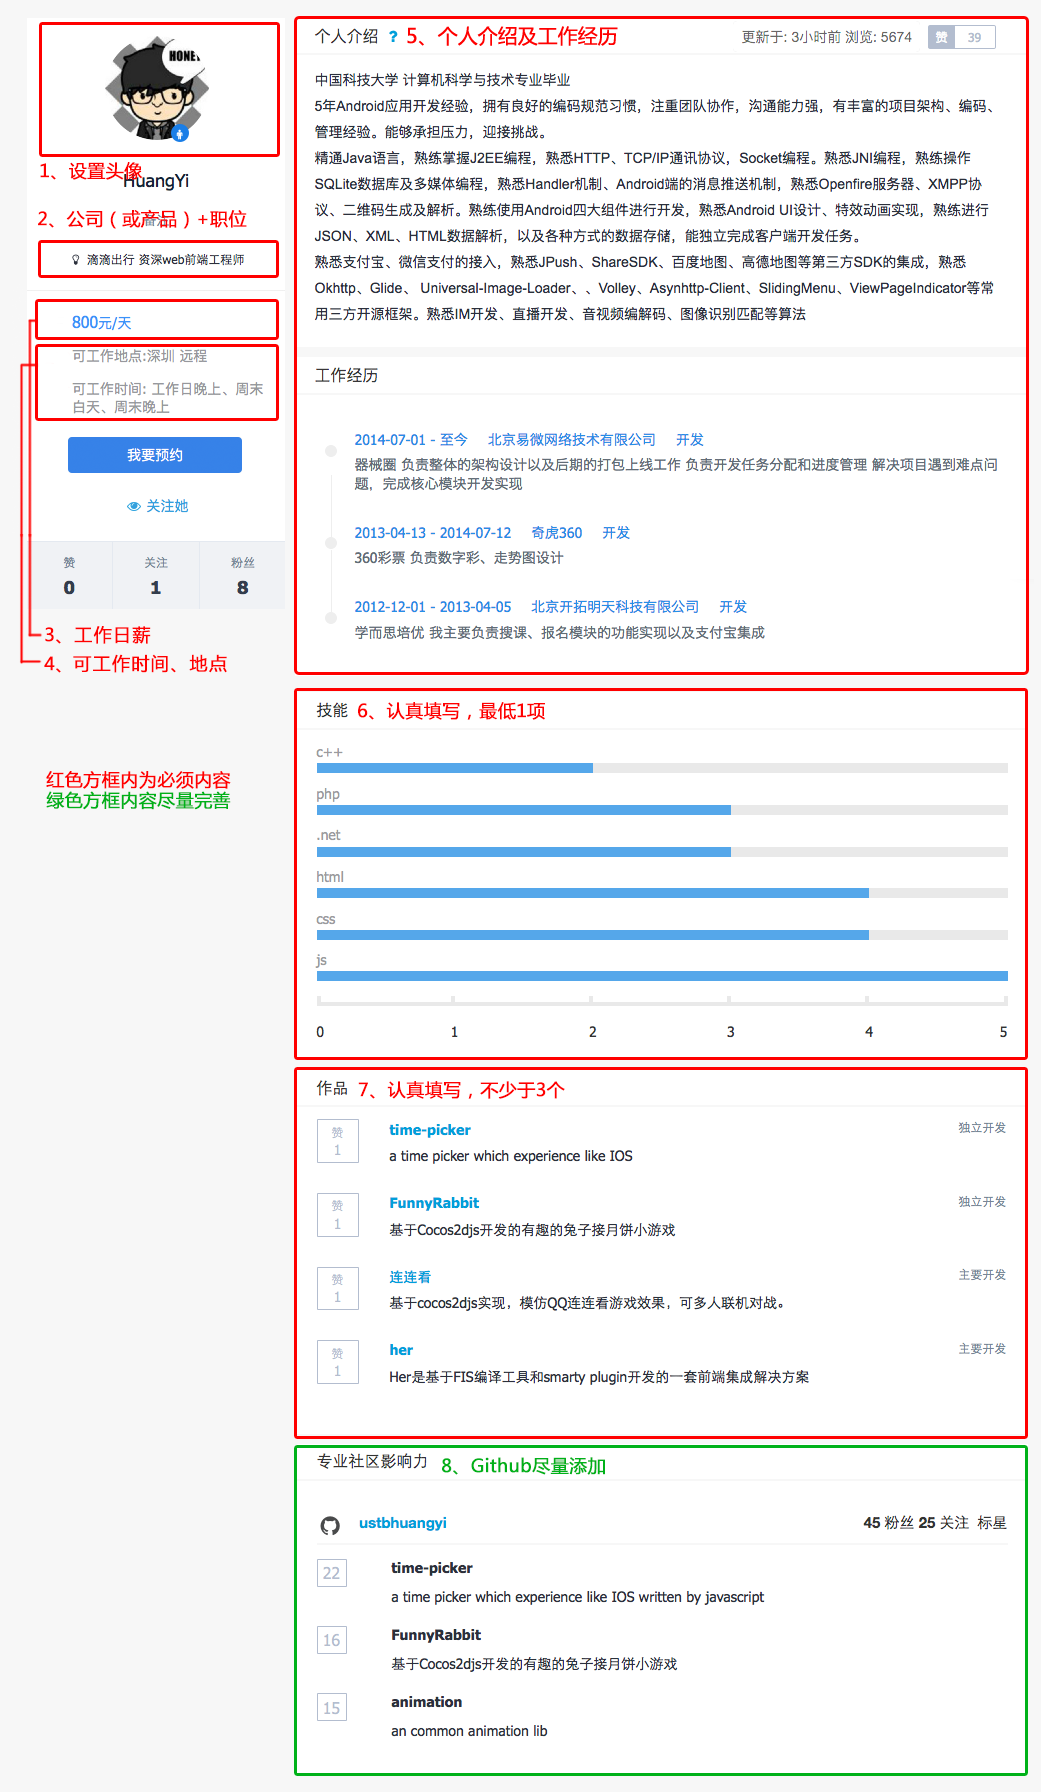 HONEY
1、设置头像
HuangYi
2、公司（或产品）+职位
滴滴出行 资深web前端工程师
800元/天
可工作地点:深圳 远程
可工作时间: 工作日晚上、周末
白天、周末晚上
我要预约
关注她
赞 关注 粉丝
0 1 8
3、工作日薪
4、可工作时间、地点
红色方框内为必须内容
绿色方框内容尽量完善
个人介绍 ? 5、个人介绍及工作经历 更新于: 3小时前 浏览: 5674 赞 39
中国科技大学 计算机科学与技术专业毕业
5年Android应用开发经验，拥有良好的编码规范习惯，注重团队协作，沟通能力强，有丰富的项目架构、编码、
管理经验。能够承担压力，迎接挑战。
精通Java语言，熟练掌握J2EE编程，熟悉HTTP、TCP/IP通讯协议，Socket编程。熟悉JNI编程，熟练操作
SQLite数据库及多媒体编程，熟悉Handler机制、Android端的消息推送机制，熟悉Openfire服务器、XMPP协
议、二维码生成及解析。熟练使用Android四大组件进行开发，熟悉Android UI设计、特效动画实现，熟练进行
JSON、XML、HTML数据解析，以及各种方式的数据存储，能独立完成客户端开发任务。
熟悉支付宝、微信支付的接入，熟悉JPush、ShareSDK、百度地图、高德地图等第三方SDK的集成，熟悉
Okhttp、Glide、 Universal-Image-Loader、、Volley、Asynhttp-Client、SlidingMenu、ViewPageIndicator等常
用三方开源框架。熟悉IM开发、直播开发、音视频编解码、图像识别匹配等算法
工作经历
2014-07-01 - 至今 北京易微网络技术有限公司 开发
器械圈 负责整体的架构设计以及后期的打包上线工作 负责开发任务分配和进度管理 解决项目遇到难点问
题，完成核心模块开发实现
2013-04-13 - 2014-07-12 奇虎360 开发
360彩票 负责数字彩、走势图设计
2012-12-01 - 2013-04-05 北京开拓明天科技有限公司 开发
学而思培优 我主要负责搜课、报名模块的功能实现以及支付宝集成
技能 6、认真填写，最低1项
c++
php
.net
html
css
js
0 1 2 3 4 5
作品 7、认真填写，不少于3个
赞 1
time-picker 独立开发
a time picker which experience like IOS
赞 1
FunnyRabbit 独立开发
基于Cocos2djs开发的有趣的兔子接月饼小游戏
赞 1
连连看 主要开发
基于cocos2djs实现，模仿QQ连连看游戏效果，可多人联机对战。
赞 1
her 主要开发
Her是基于FIS编译工具和smarty plugin开发的一套前端集成解决方案
专业社区影响力 8、Github尽量添加
ustbhuangyi 45 粉丝 25 关注 标星
22 time-picker
a time picker which experience like IOS written by javascript
16 FunnyRabbit
基于Cocos2djs开发的有趣的兔子接月饼小游戏
15 animation
an common animation lib